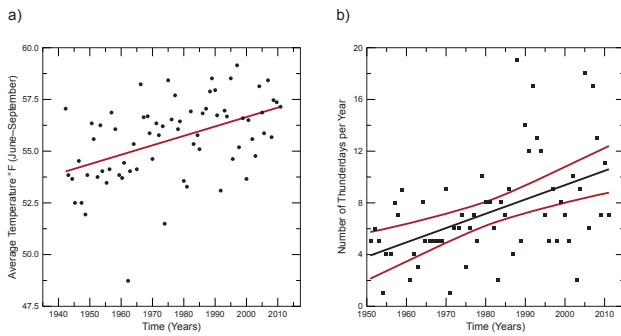 a)
b)
Average Temperature °F (June–September)
60.0
57.5
55.0
52.5
50.0
47.5
1940 1950 1960 1970 1980 1990 2000 2010
Time (Years)
Number of Thunderdays per Year
20
16
12
8
4
0
1950 1960 1970 1980 1990 2000 2010
Time (Years)